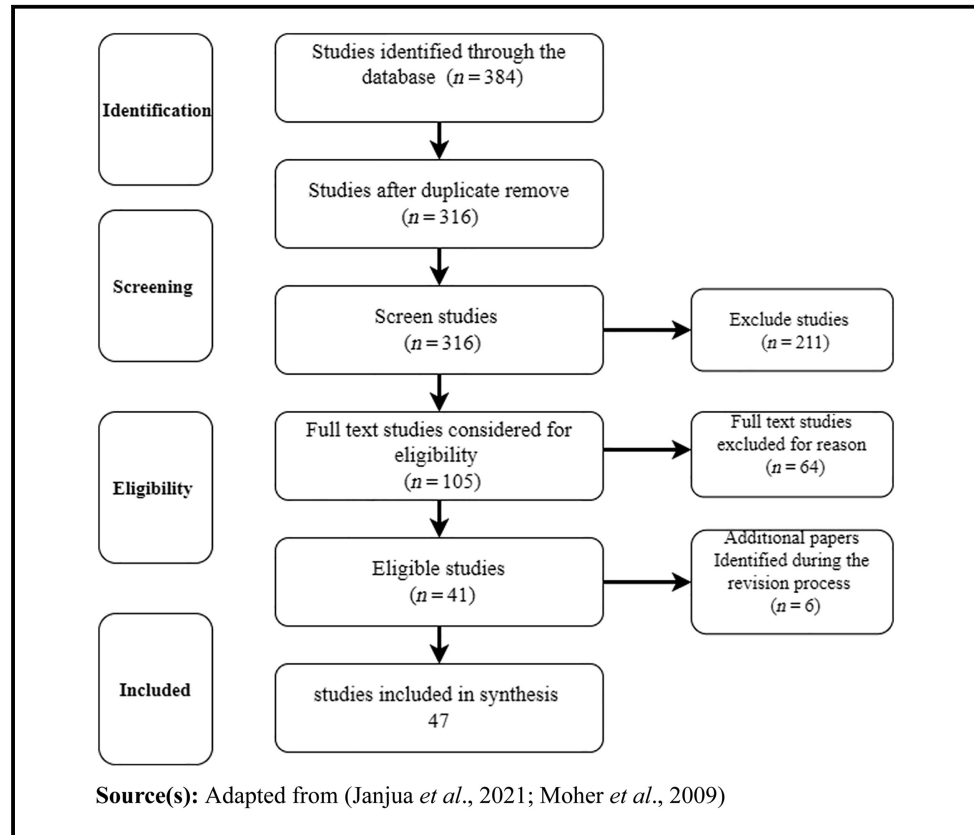 Identification
Studies identified through the
database (n = 384)
Studies after duplicate remove
(n = 316)
Screening
Screen studies
(n = 316)
Exclude studies
(n = 211)
Eligibility
Full text studies considered for
eligibility
(n = 105)
Full text studies
excluded for reason
(n = 64)
Eligible studies
(n = 41)
Additional papers
Identified during the
revision process
(n = 6)
Included
studies included in synthesis
47
Source(s): Adapted from (Janjua et al., 2021; Moher et al., 2009)